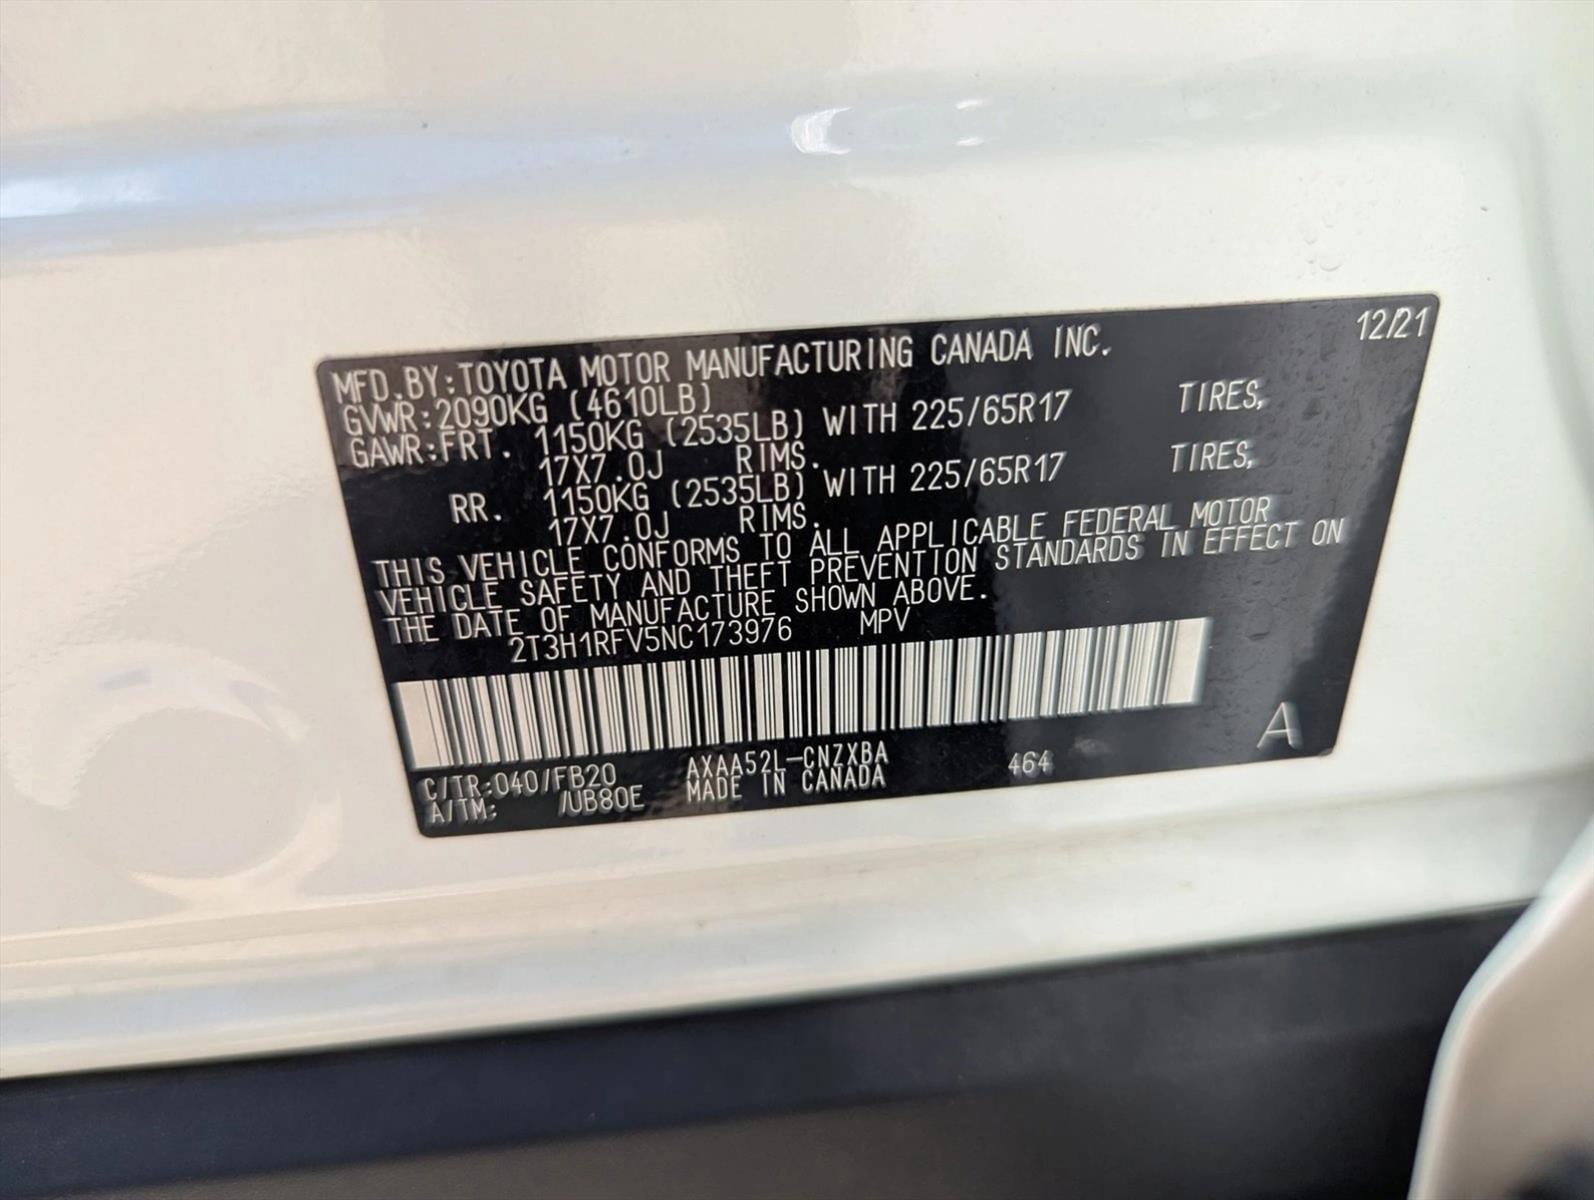 12/21
MFD.BY:TOYOTA MOTOR MANUFACTURING CANADA INC.
GVWR:2090KG (4610LB)
GAWR:FRT. 1150KG (2535LB) WITH 225/65R17 TIRES,
17X7.0J RIMS.
RR. 1150KG (2535LB) WITH 225/65R17 TIRES,
17X7.0J RIMS.
THIS VEHICLE CONFORMS TO ALL APPLICABLE FEDERAL MOTOR
VEHICLE SAFETY AND THEFT PREVENTION STANDARDS IN EFFECT ON
THE DATE OF MANUFACTURE SHOWN ABOVE.
2T3H1RFV5NC173976 MPV
C/TR:040/FB20 AXAA52L-CNZXBA 464 A
A/TM: /UB80E MADE IN CANADA